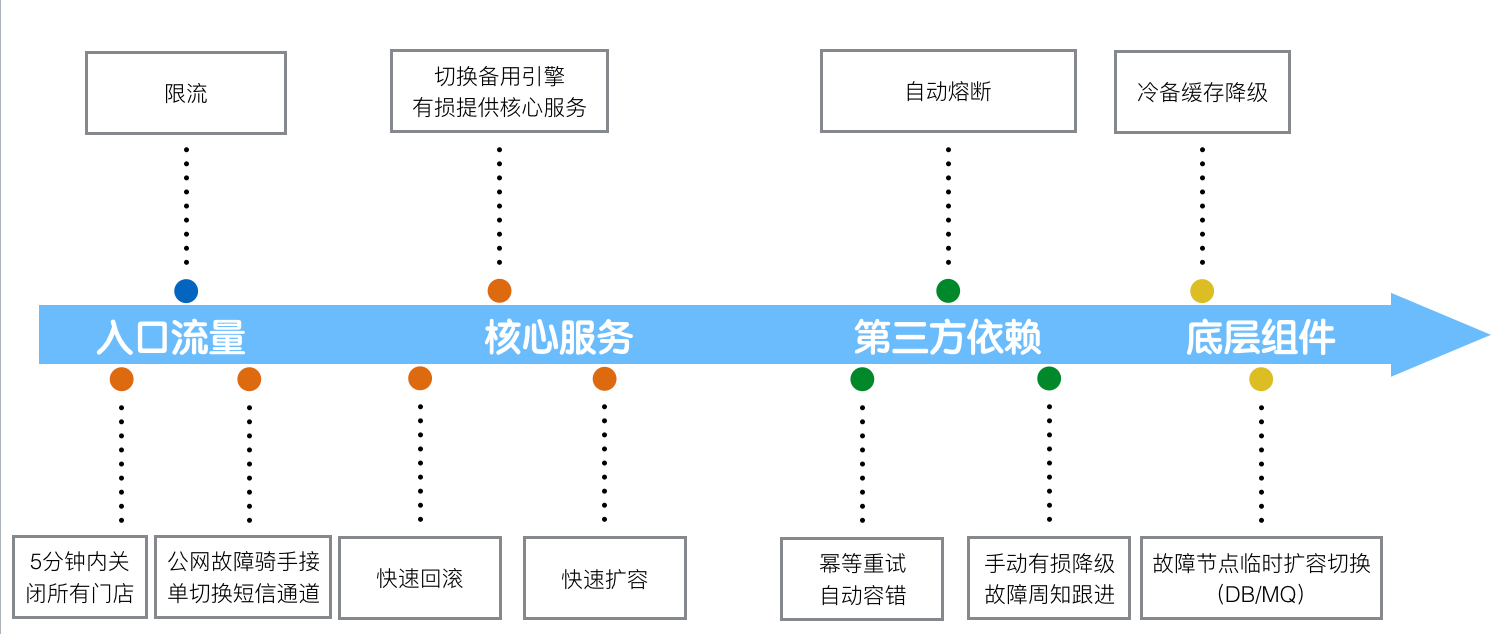 限流
切换备用引擎
有损提供核心服务
自动熔断
冷备缓存降级
入口流量
核心服务
第三方依赖
底层组件
5分钟内关
闭所有门店
公网故障骑手接
单切换短信通道
快速回滚
快速扩容
幂等重试
自动容错
手动有损降级
故障周知跟进
故障节点临时扩容切换
（DB/MQ）